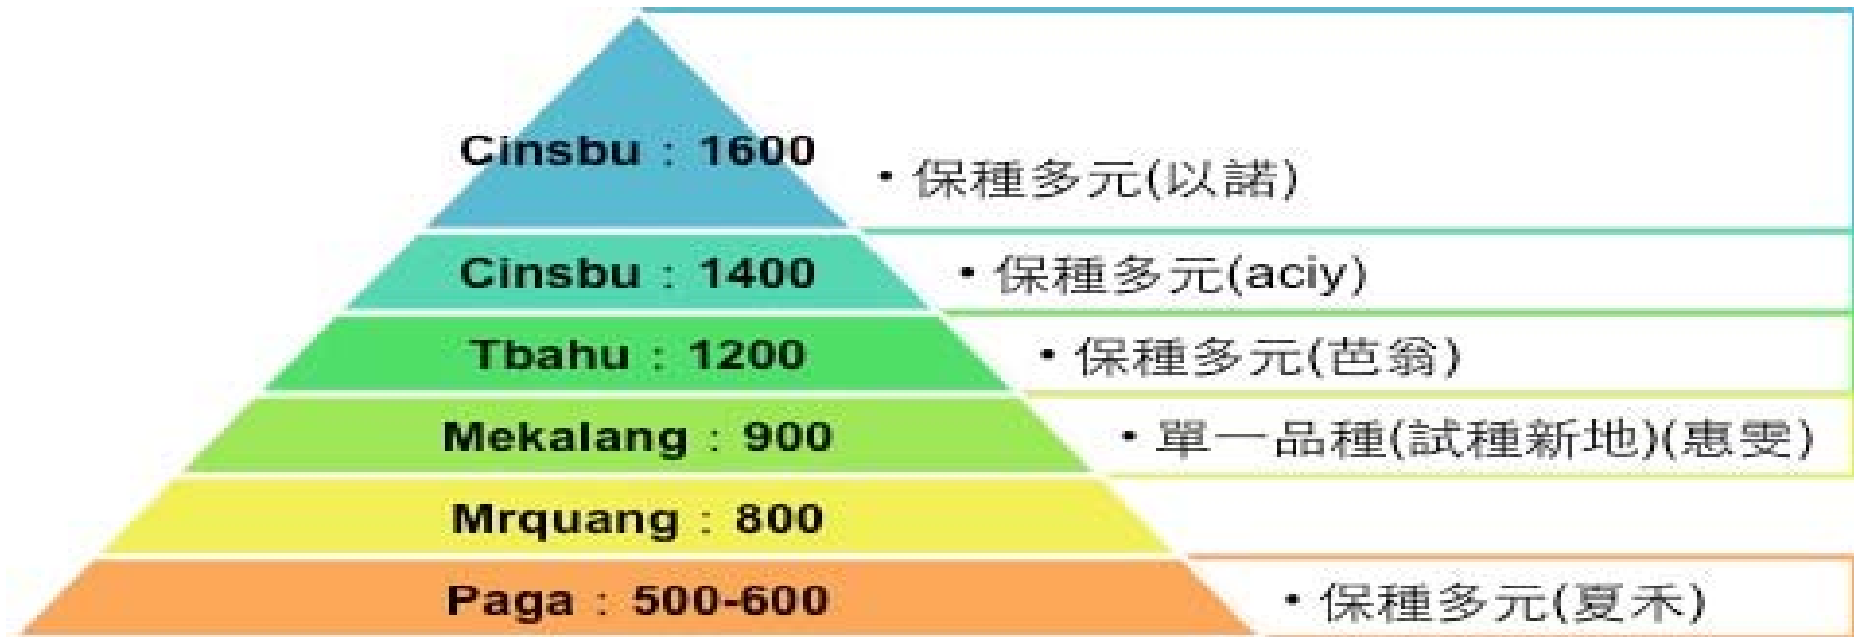 Cinsbu：1600
• 保種多元(以諾)
Cinsbu：1400
• 保種多元(aciy)
Tbahu：1200
• 保種多元(芭翁)
Mekalang：900
• 單一品種(試種新地)(惠雯)
Mrquang：800
Paga：500-600
• 保種多元(夏禾)